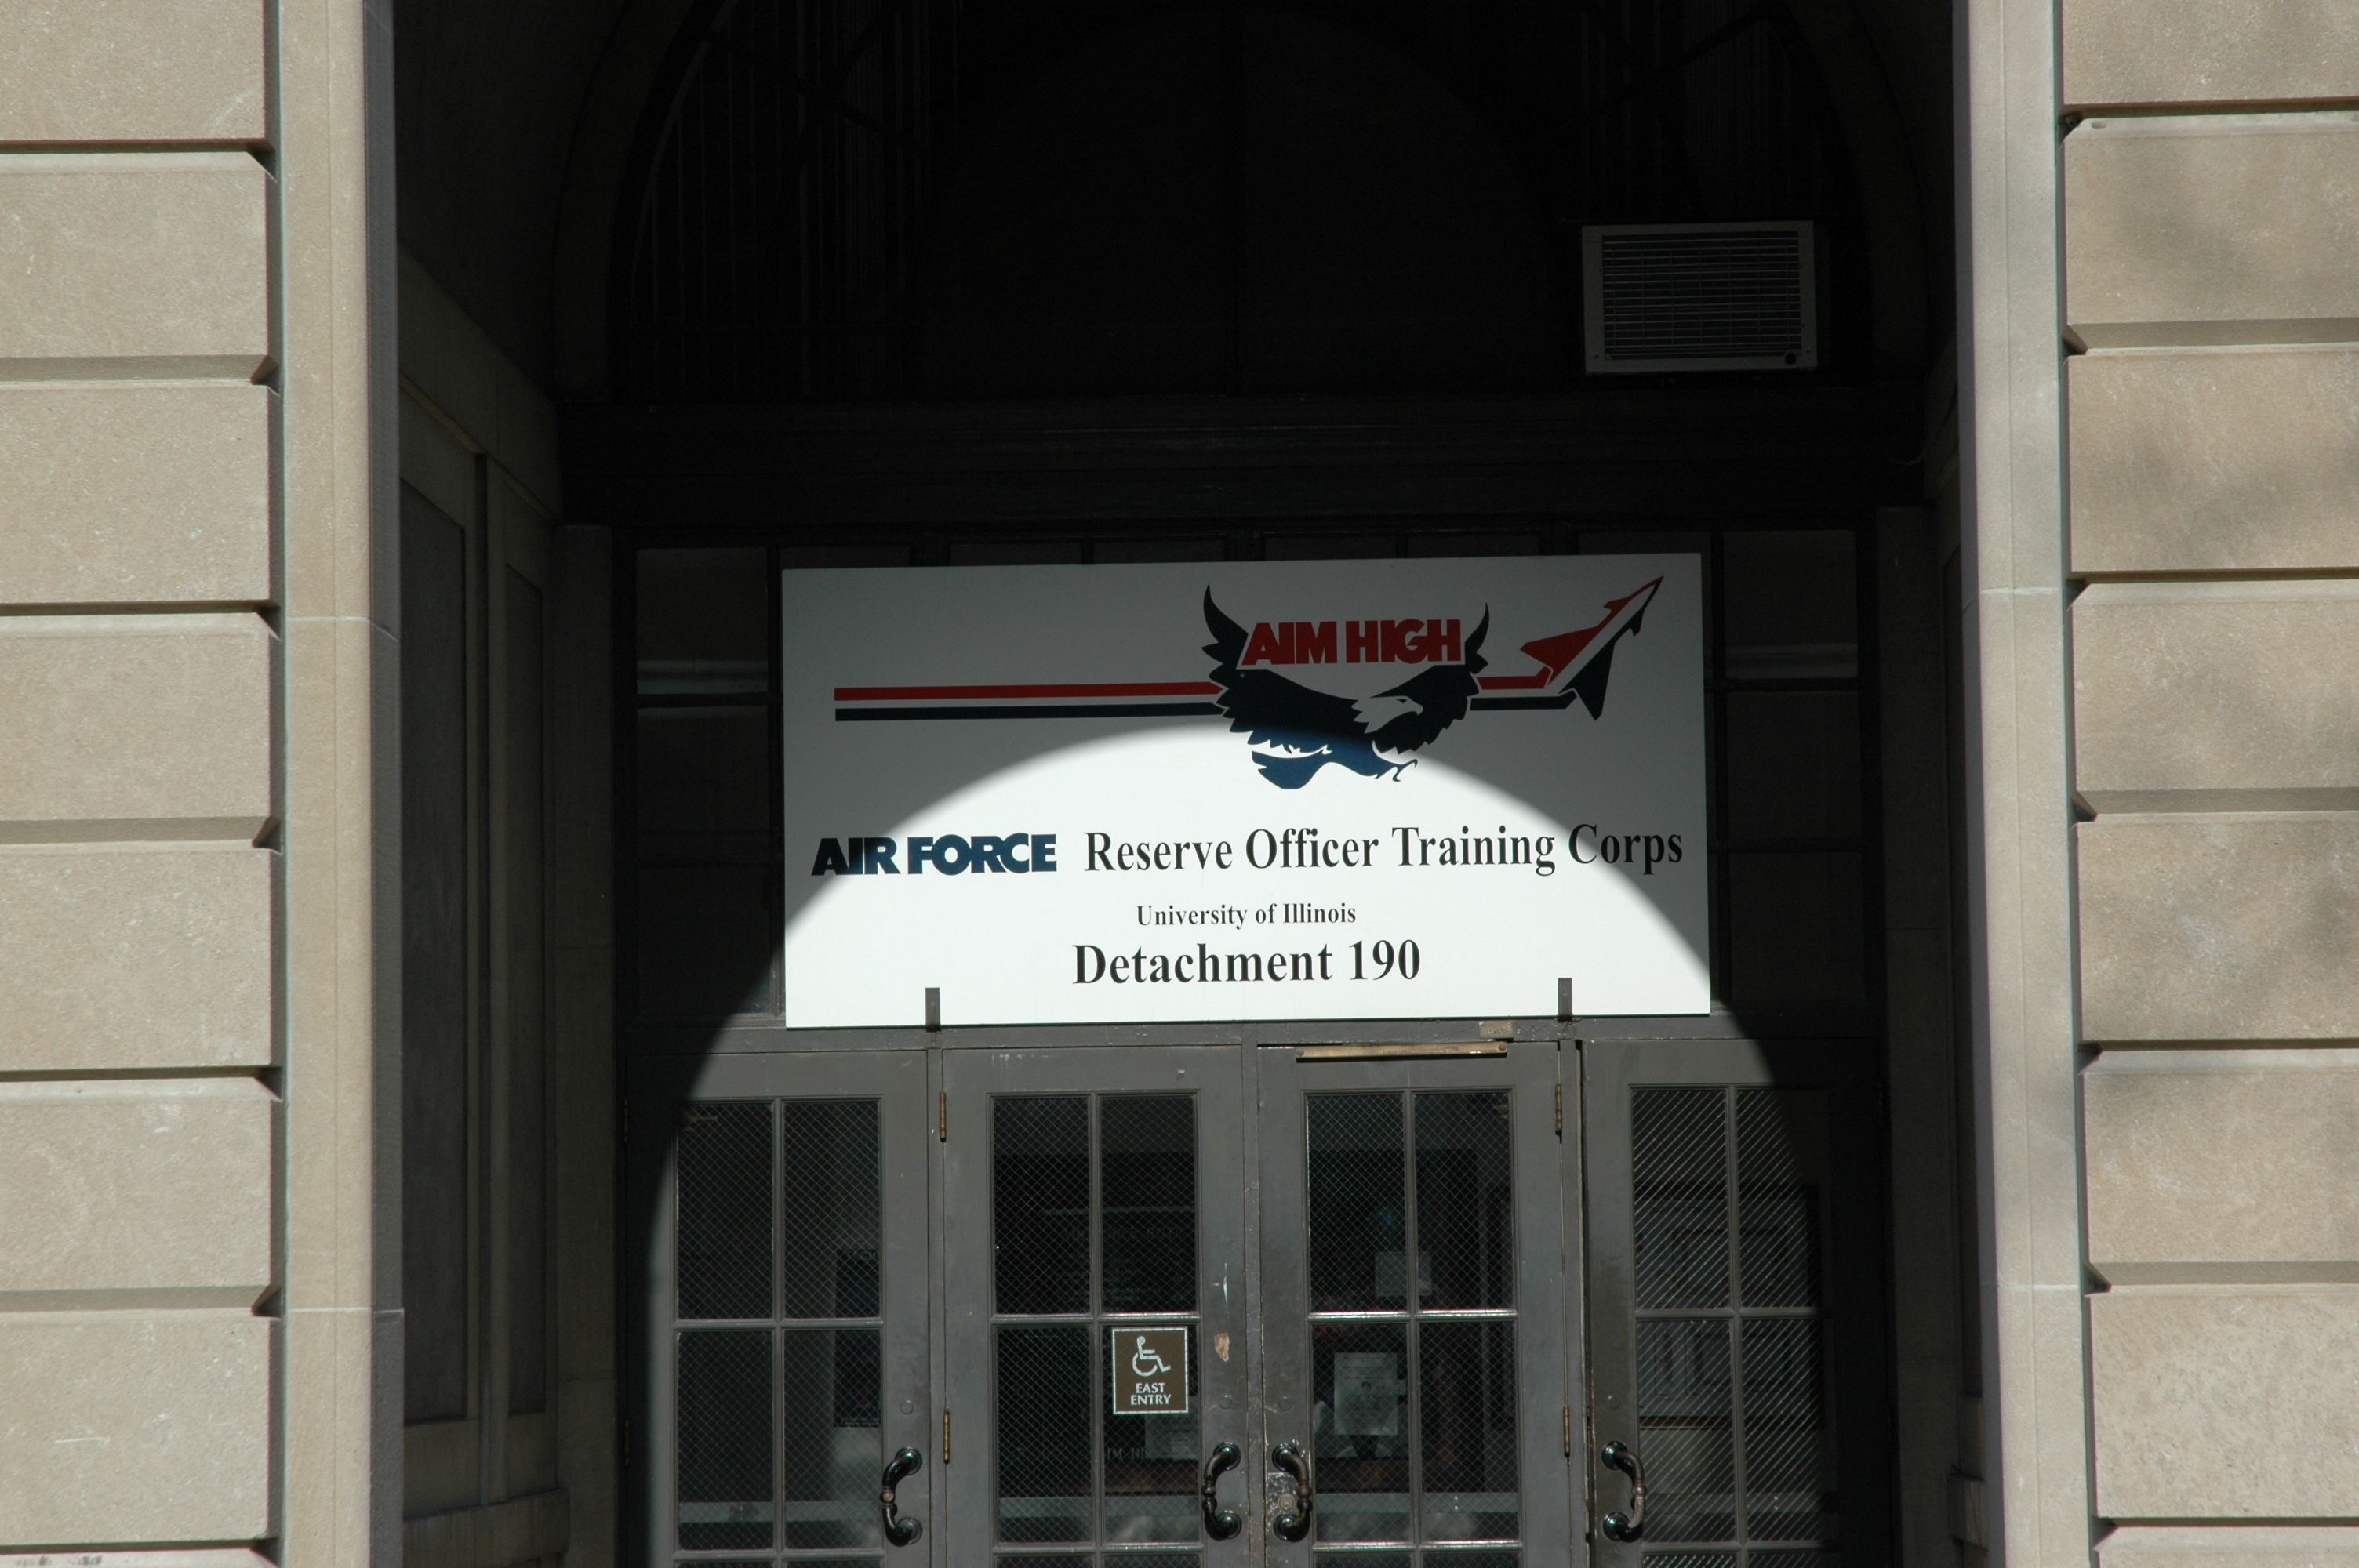 AIM HIGH
AIR FORCE Reserve Officer Training Corps
University of Illinois
Detachment 190
EAST
ENTRY